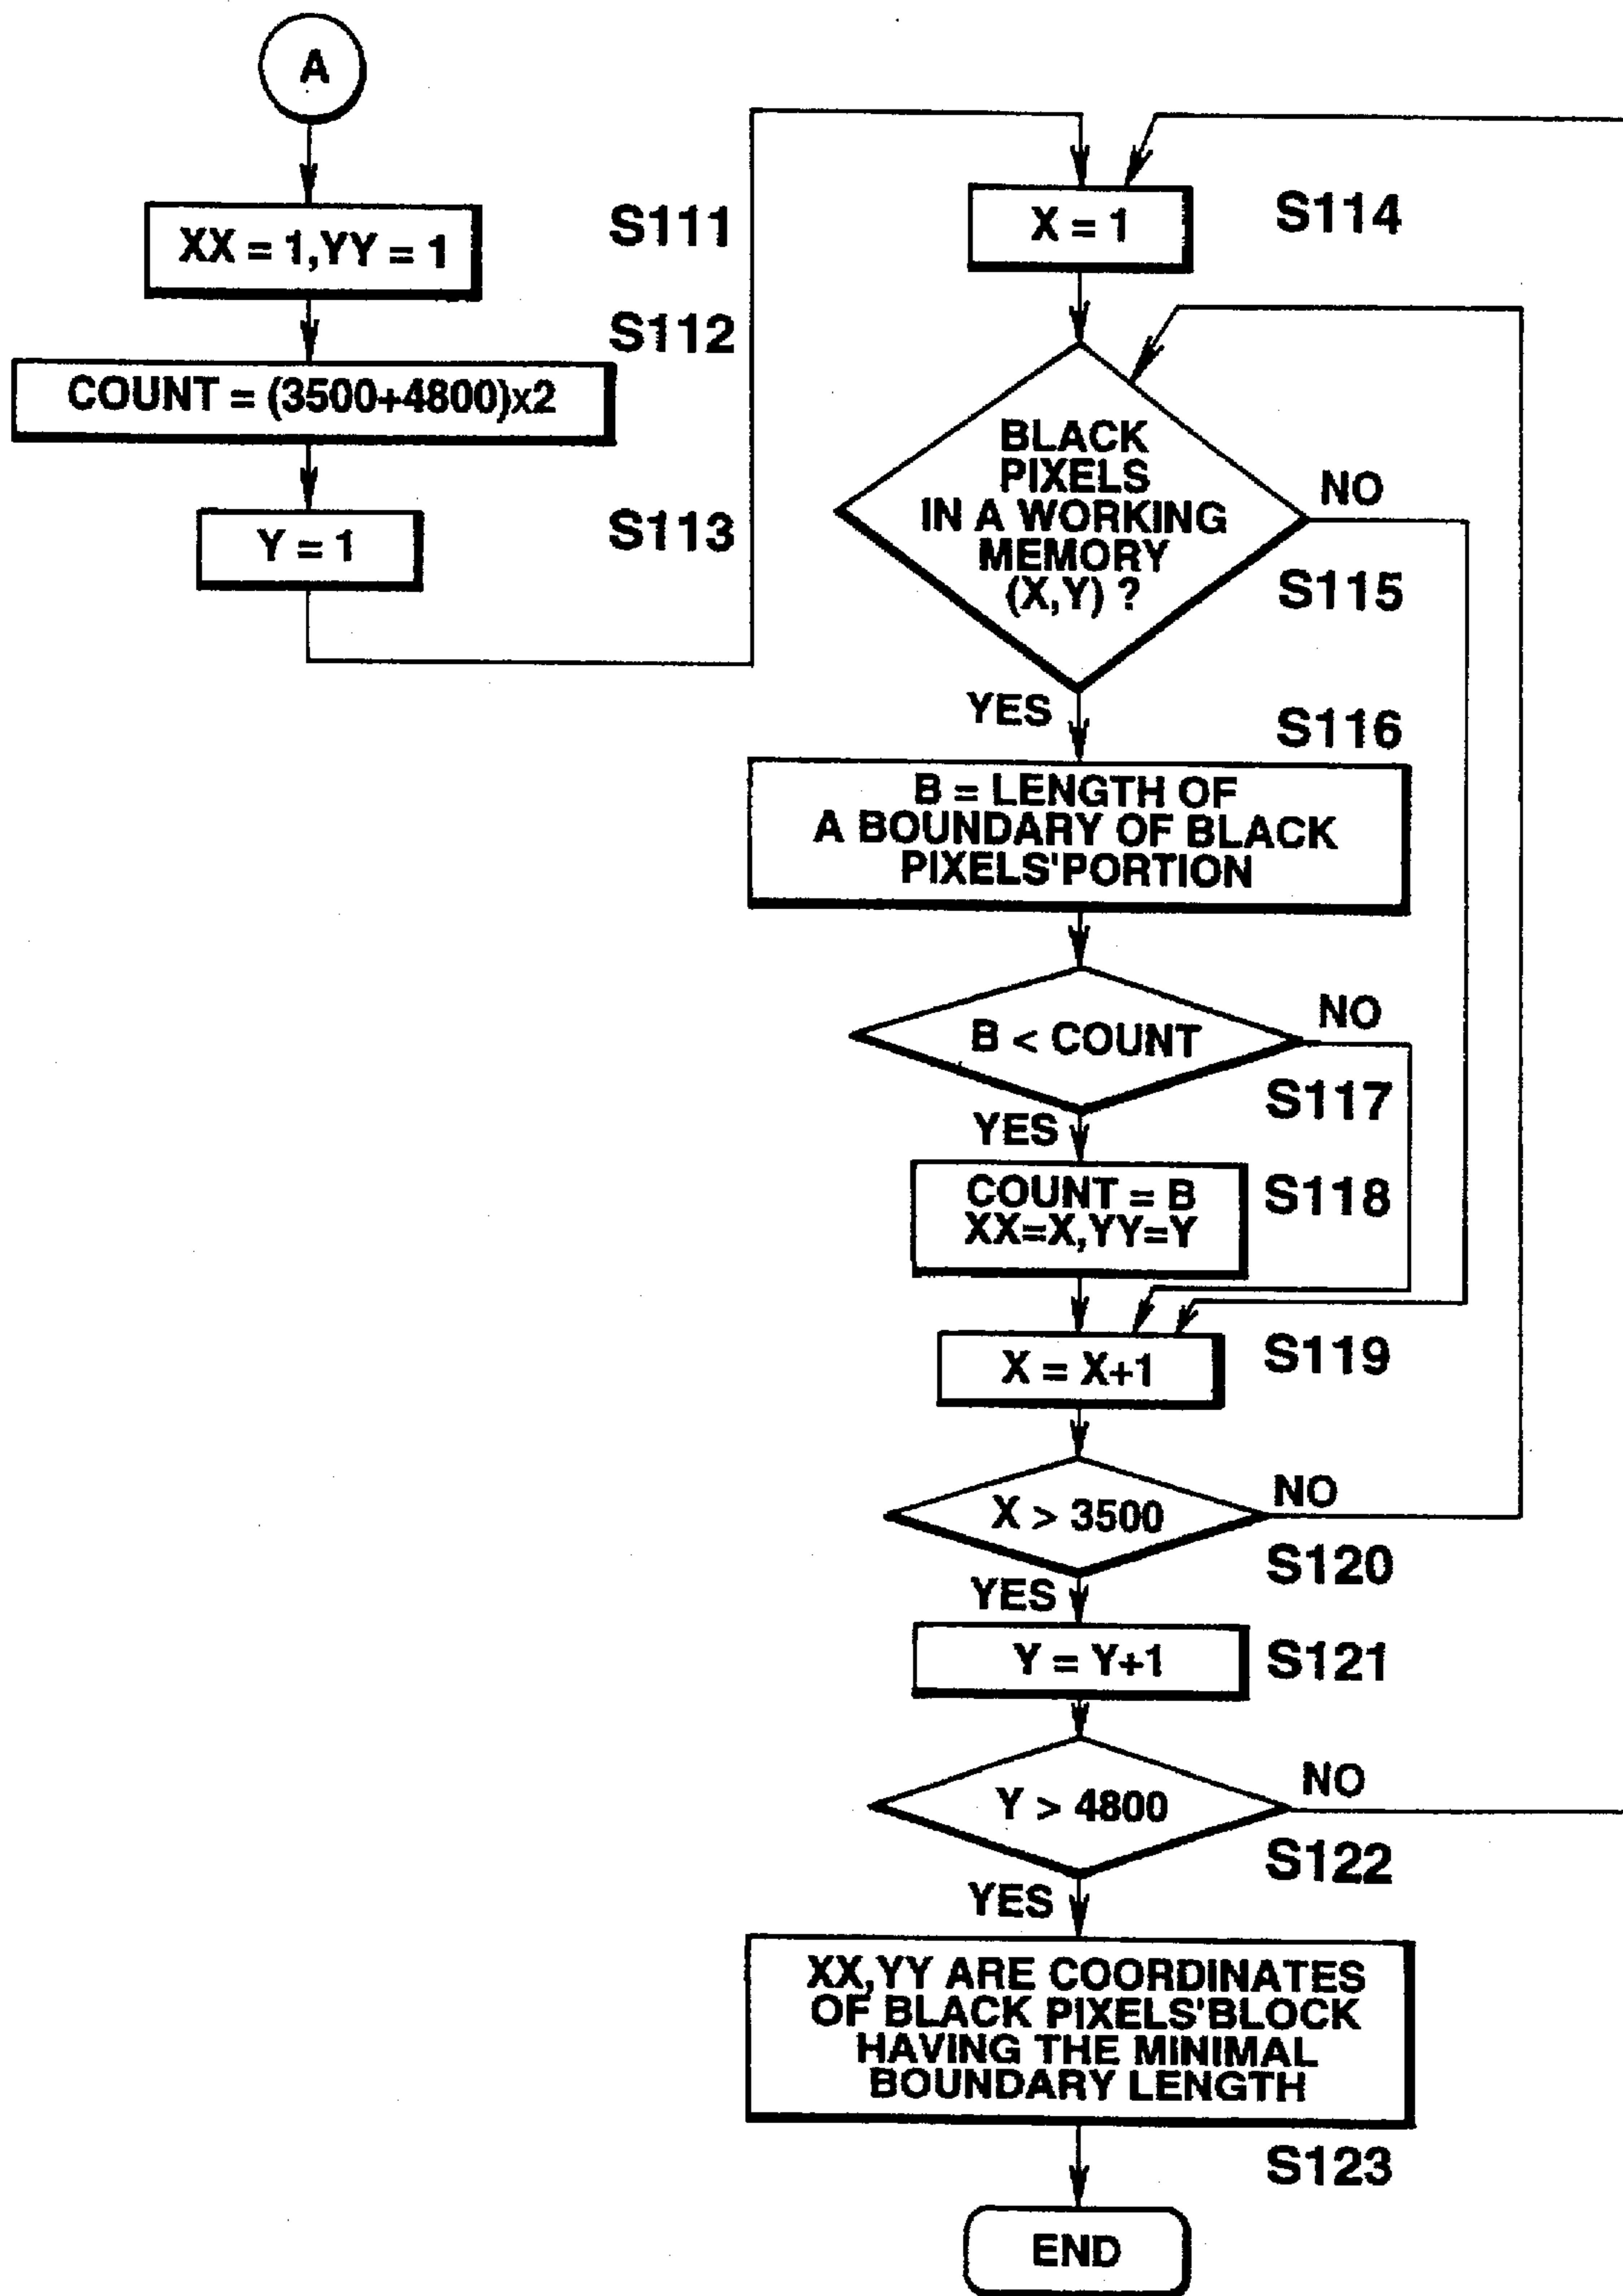 A
XX = 1,YY = 1
S111
COUNT = (3500+4800)x2
S112
Y = 1
S113
X = 1
S114
BLACK
PIXELS
IN A WORKING
MEMORY
(X,Y) ?
NO
S115
YES
S116
B = LENGTH OF
A BOUNDARY OF BLACK
PIXELS'PORTION
B < COUNT
NO
S117
YES
COUNT = B
XX=X,YY=Y
S118
X = X+1
S119
X > 3500
NO
S120
YES
Y = Y+1
S121
Y > 4800
NO
S122
YES
XX,YY ARE COORDINATES
OF BLACK PIXELS'BLOCK
HAVING THE MINIMAL
BOUNDARY LENGTH
S123
END